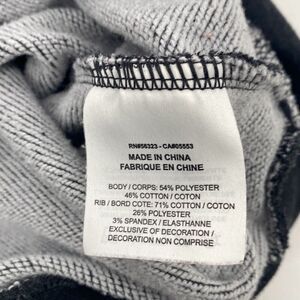 RN#56323 - CA#05553
MADE IN CHINA
FABRIQUE EN CHINE
BODY / CORPS: 54% POLYESTER
46% COTTON / COTON
RIB / BORD COTE: 71% COTTON / COTON
26% POLYESTER
3% SPANDEX / ELASTHANNE
EXCLUSIVE OF DECORATION /
DECORATION NON COMPRISE